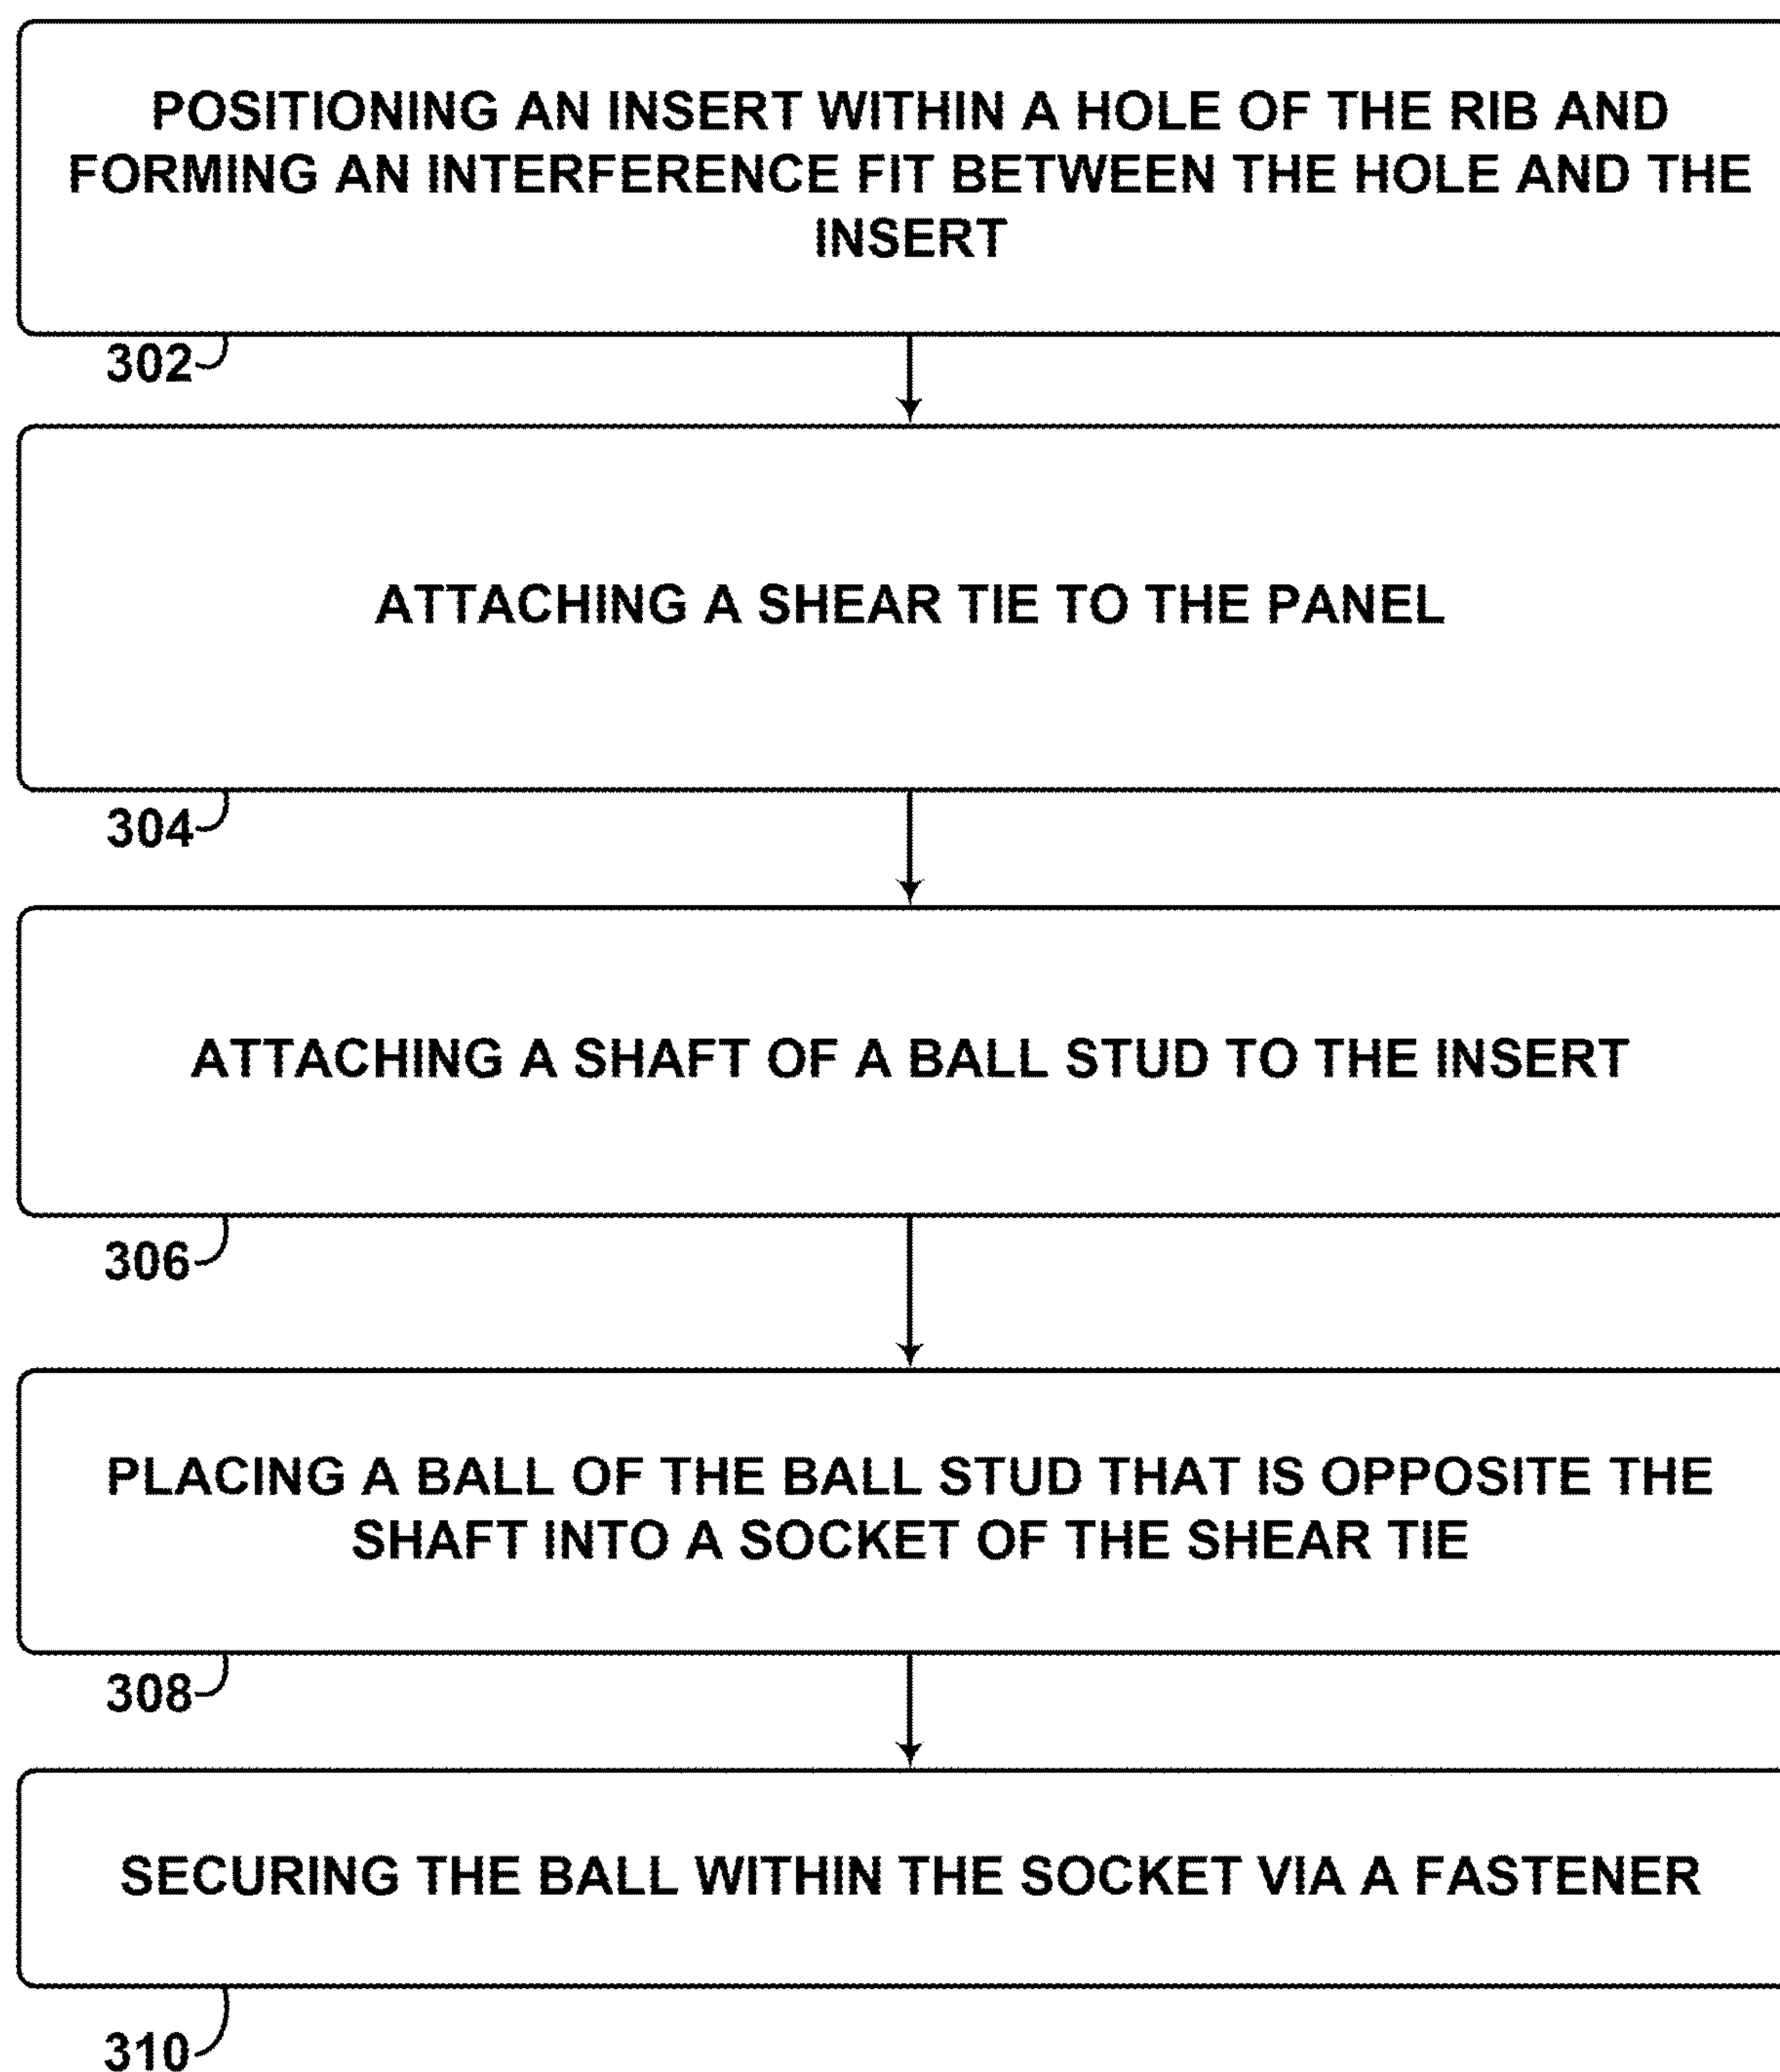 POSITIONING AN INSERT WITHIN A HOLE OF THE RIB AND
FORMING AN INTERFERENCE FIT BETWEEN THE HOLE AND THE
INSERT
302
ATTACHING A SHEAR TIE TO THE PANEL
304
ATTACHING A SHAFT OF A BALL STUD TO THE INSERT
306
PLACING A BALL OF THE BALL STUD THAT IS OPPOSITE THE
SHAFT INTO A SOCKET OF THE SHEAR TIE
308
SECURING THE BALL WITHIN THE SOCKET VIA A FASTENER
310